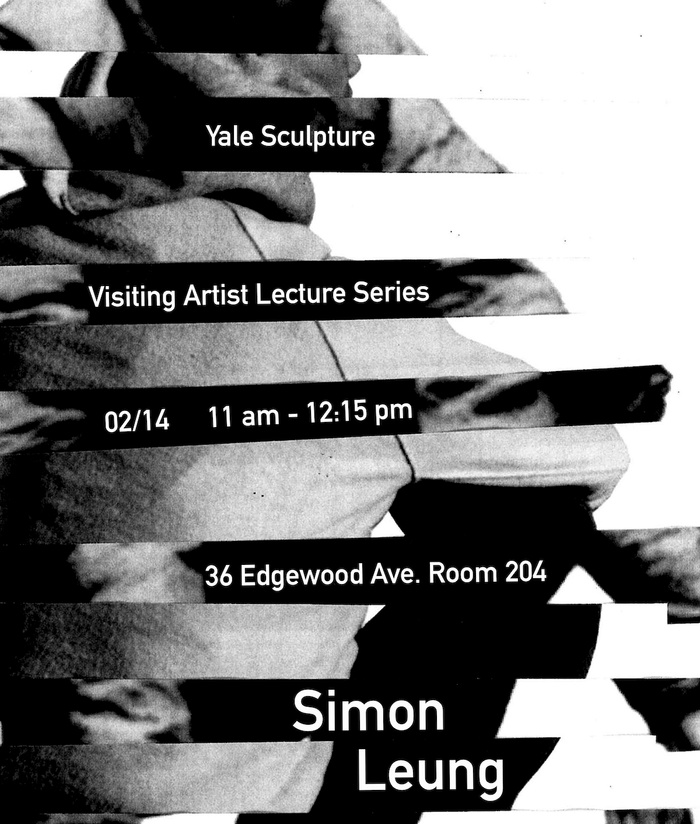 Yale Sculpture
Visiting Artist Lecture Series
02/14 11 am - 12:15 pm
36 Edgewood Ave. Room 204
Simon
Leung